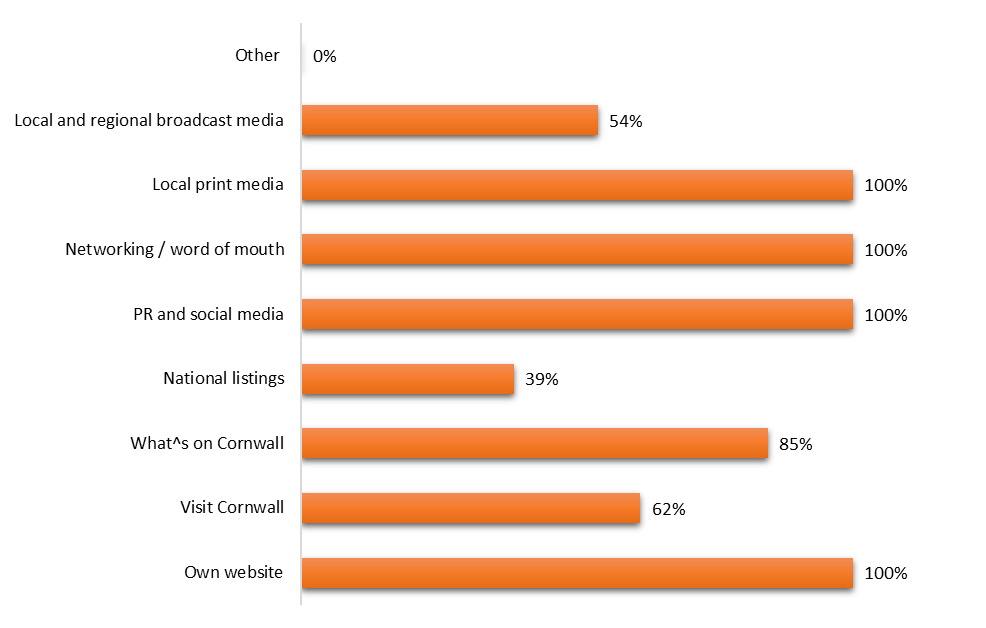 Other 0%
Local and regional broadcast media 54%
Local print media 100%
Networking / word of mouth 100%
PR and social media 100%
National listings 39%
What^s on Cornwall 85%
Visit Cornwall 62%
Own website 100%